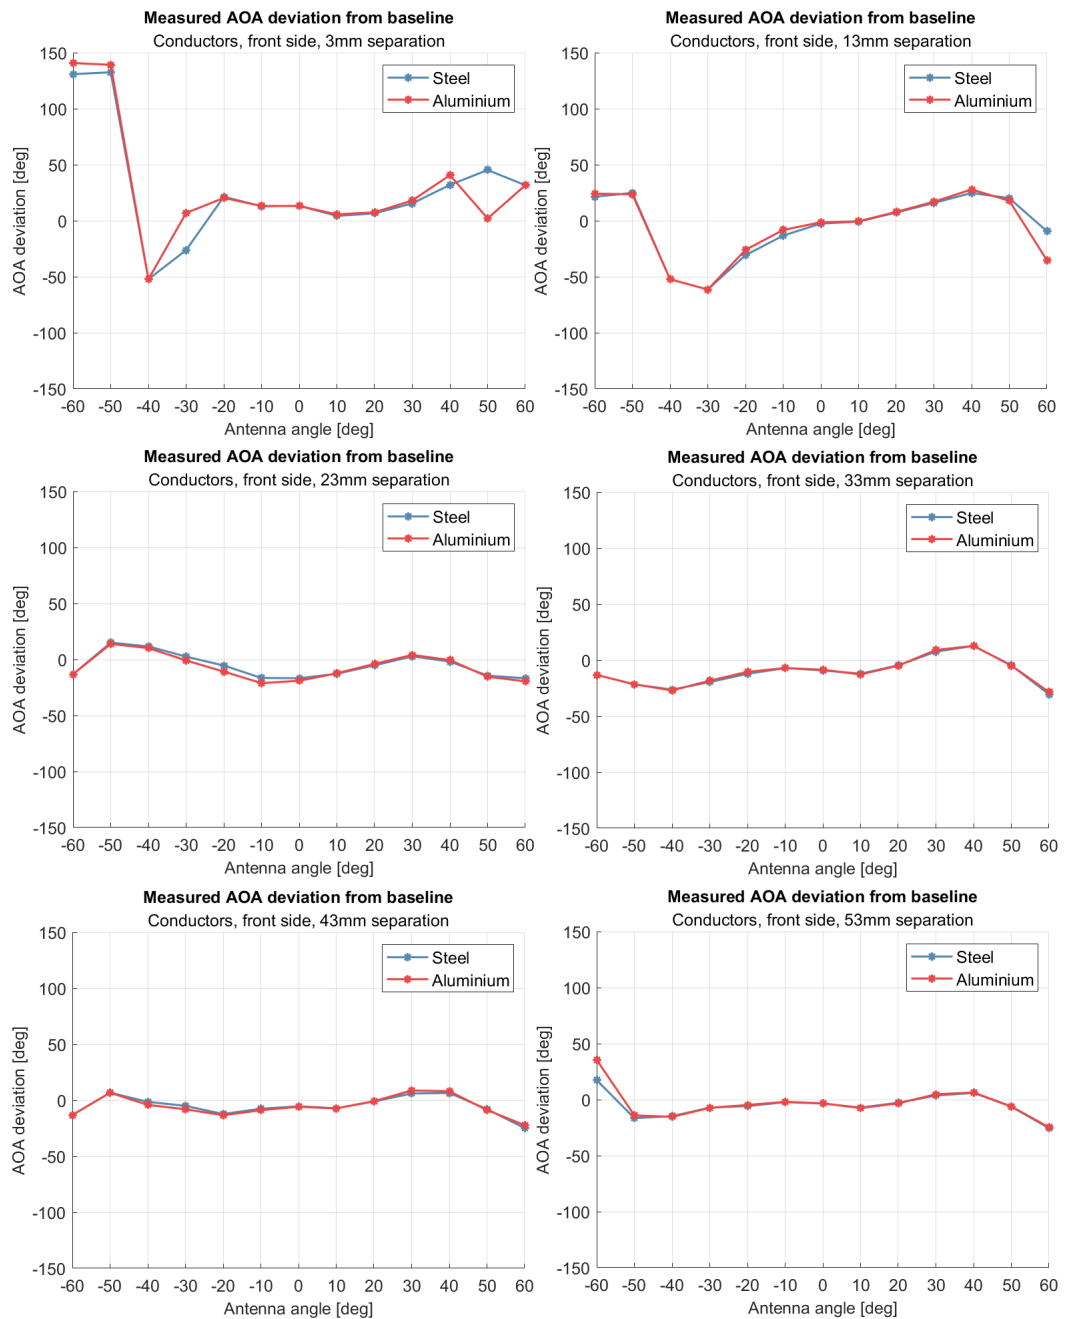 Measured AOA deviation from baseline
Conductors, front side, 3mm separation
150
100
50
0
-50
-100
-150
AOA deviation [deg]
Steel
Aluminium
-60 -50 -40 -30 -20 -10 0 10 20 30 40 50 60
Antenna angle [deg]
Measured AOA deviation from baseline
Conductors, front side, 13mm separation
150
100
50
0
-50
-100
-150
AOA deviation [deg]
Steel
Aluminium
-60 -50 -40 -30 -20 -10 0 10 20 30 40 50 60
Antenna angle [deg]
Measured AOA deviation from baseline
Conductors, front side, 23mm separation
150
100
50
0
-50
-100
-150
AOA deviation [deg]
Steel
Aluminium
-60 -50 -40 -30 -20 -10 0 10 20 30 40 50 60
Antenna angle [deg]
Measured AOA deviation from baseline
Conductors, front side, 33mm separation
150
100
50
0
-50
-100
-150
AOA deviation [deg]
Steel
Aluminium
-60 -50 -40 -30 -20 -10 0 10 20 30 40 50 60
Antenna angle [deg]
Measured AOA deviation from baseline
Conductors, front side, 43mm separation
150
100
50
0
-50
-100
-150
AOA deviation [deg]
Steel
Aluminium
-60 -50 -40 -30 -20 -10 0 10 20 30 40 50 60
Antenna angle [deg]
Measured AOA deviation from baseline
Conductors, front side, 53mm separation
150
100
50
0
-50
-100
-150
AOA deviation [deg]
Steel
Aluminium
-60 -50 -40 -30 -20 -10 0 10 20 30 40 50 60
Antenna angle [deg]